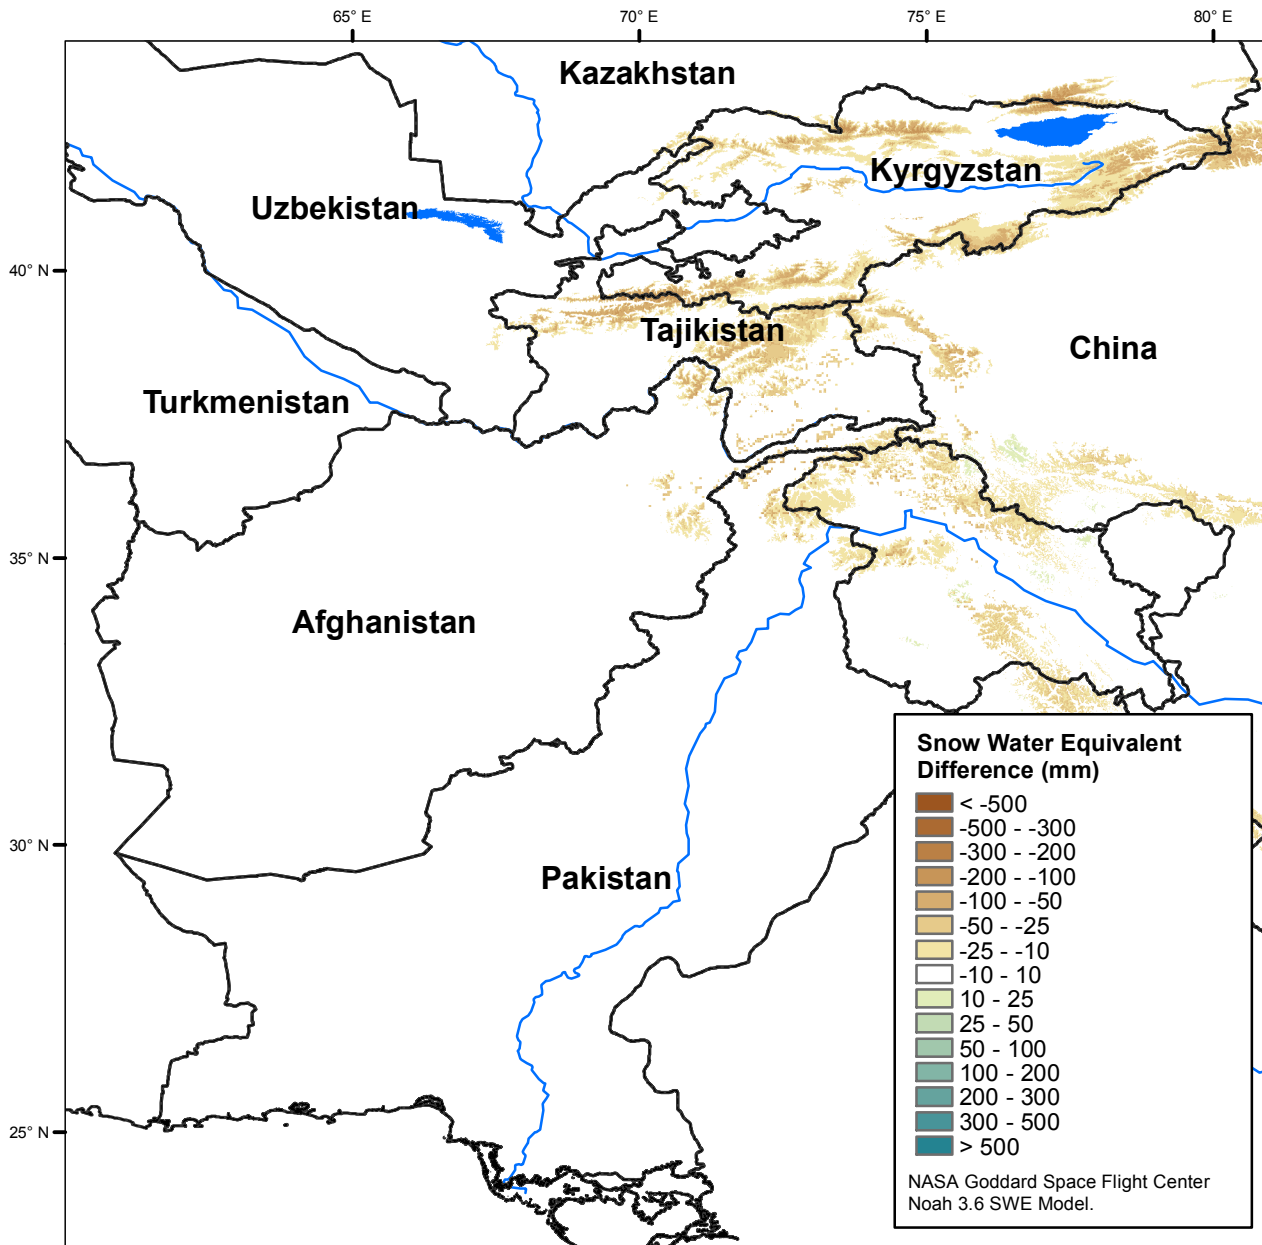 65° E
70° E
75° E
80° E
Kazakhstan
Kyrgyzstan
Uzbekistan
40° N
Tajikistan
China
Turkmenistan
35° N
Afghanistan
Snow Water Equivalent
Difference (mm)
< -500
-500 - -300
-300 - -200
-200 - -100
-100 - -50
-50 - -25
-25 - -10
-10 - 10
10 - 25
25 - 50
50 - 100
100 - 200
200 - 300
300 - 500
> 500
NASA Goddard Space Flight Center
Noah 3.6 SWE Model.
30° N
Pakistan
25° N